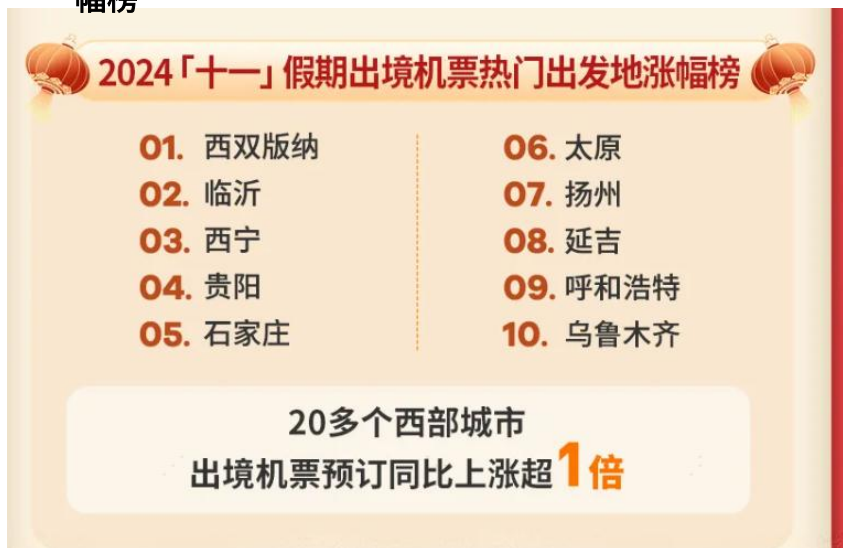 幅榜
2024「十一」假期出境机票热门出发地涨幅榜
01. 西双版纳
02. 临沂
03. 西宁
04. 贵阳
05. 石家庄
06. 太原
07. 扬州
08. 延吉
09. 呼和浩特
10. 乌鲁木齐
20多个西部城市
出境机票预订同比上涨超1倍